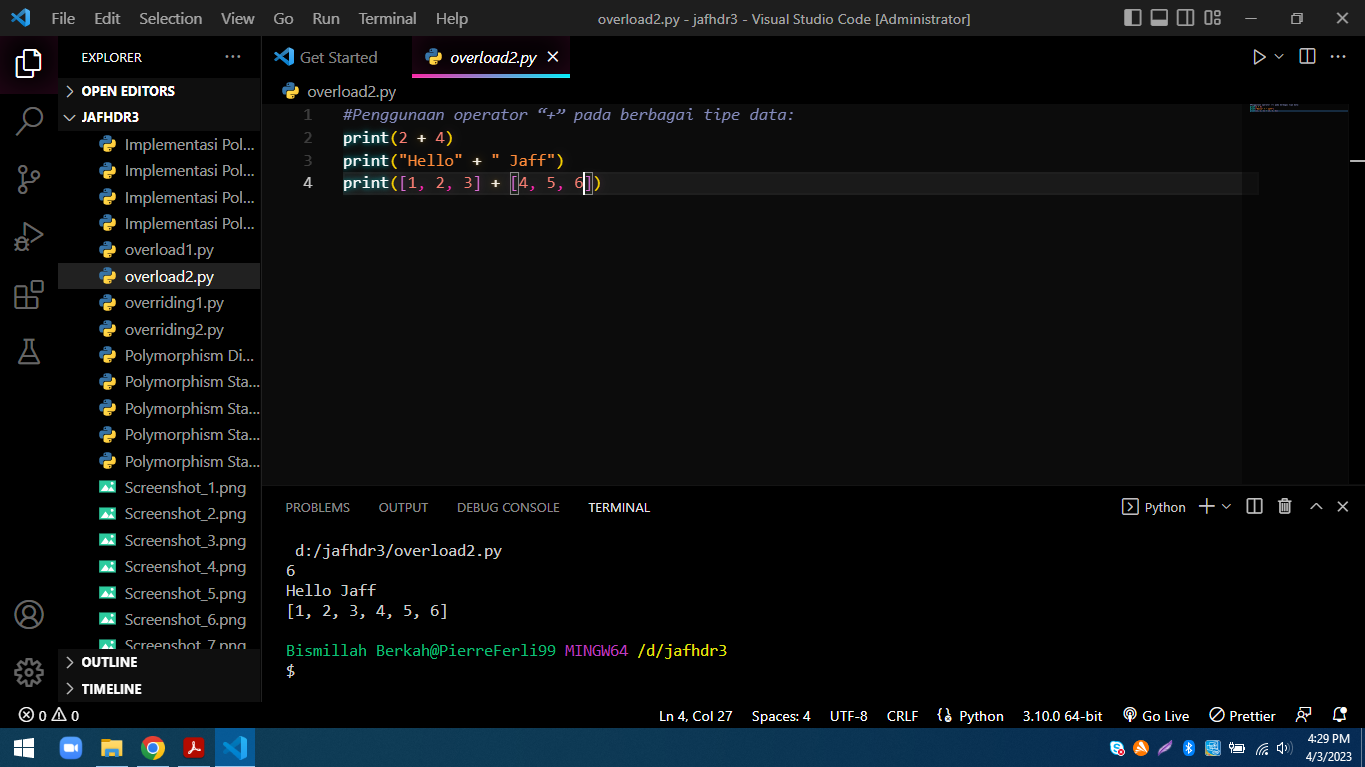 File Edit Selection View Go Run Terminal Help overload2.py - jafhdr3 - Visual Studio Code [Administrator]
EXPLORER ···
OPEN EDITORS
JAFHDR3
Implementasi Pol...
Implementasi Pol...
Implementasi Pol...
Implementasi Pol...
overload1.py
overload2.py
overriding1.py
overriding2.py
Polymorphism Di...
Polymorphism Sta...
Polymorphism Sta...
Polymorphism Sta...
Polymorphism Sta...
Screenshot_1.png
Screenshot_2.png
Screenshot_3.png
Screenshot_4.png
Screenshot_5.png
Screenshot_6.png
Screenshot_7.png
OUTLINE
TIMELINE
Get Started overload2.py
overload2.py
1 #Penggunaan operator “+” pada berbagai tipe data:
2 print(2 + 4)
3 print("Hello" + " Jaff")
4 print([1, 2, 3] + [4, 5, 6])
PROBLEMS OUTPUT DEBUG CONSOLE TERMINAL Python
d:/jafhdr3/overload2.py
6
Hello Jaff
[1, 2, 3, 4, 5, 6]
Bismillah Berkah@PierreFerli99 MINGW64 /d/jafhdr3
$
0 0 Ln 4, Col 27 Spaces: 4 UTF-8 CRLF Python 3.10.0 64-bit Go Live Prettier
4:29 PM
4/3/2023